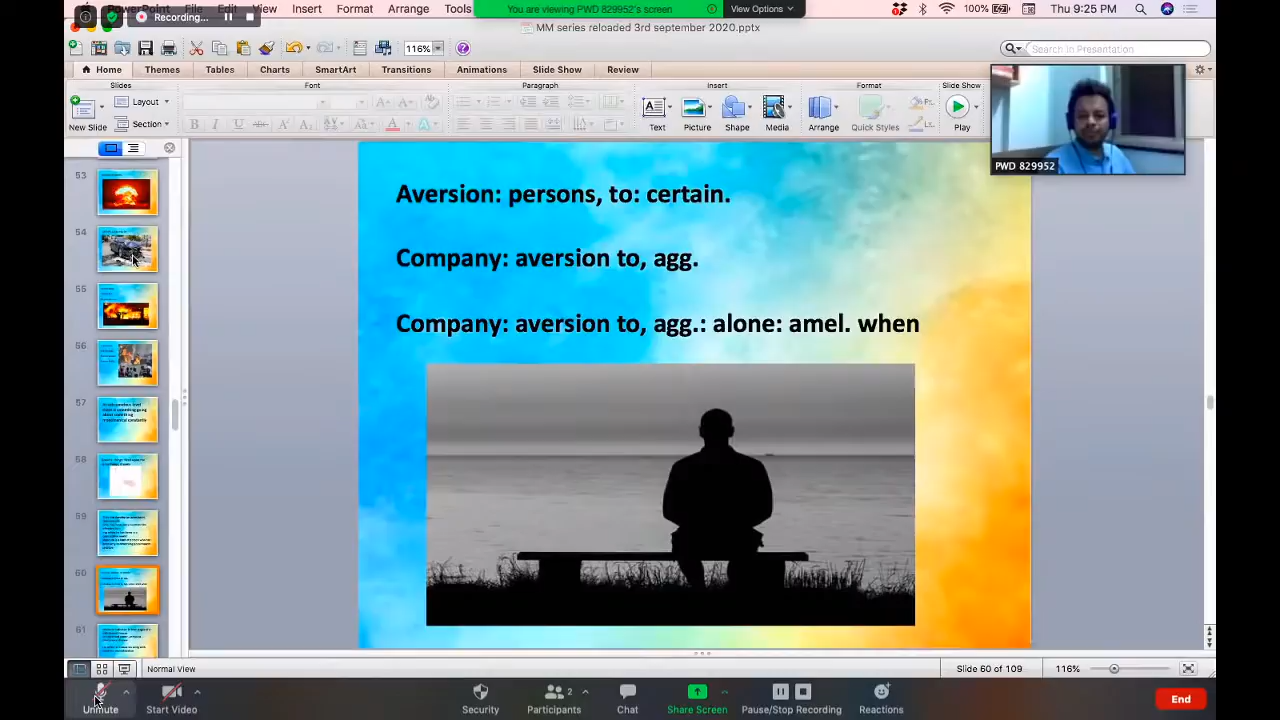 PowerPoint File Edit View Insert Format Arrange Tools
Recording...
You are viewing PWD 829952's screen
View Options
100%
Thu 9:25 PM
MM series reloaded 3rd september 2020.pptx
116%
Search in Presentation
Home Themes Tables Charts SmartArt Transitions Animations Slide Show Review
Slides Font Paragraph Insert Format Slide Show
Layout
Section
New Slide
B I U
Text Picture Shape Media Arrange Quick Styles Play
PWD 829952
53
54
55
56
57
58
59
60
61
Aversion: persons, to: certain.
Company: aversion to, agg.
Company: aversion to, agg.: alone: amel. when
Normal View
Slide 60 of 109
116%
Unmute Start Video Security Participants 2 Chat Share Screen Pause/Stop Recording Reactions End